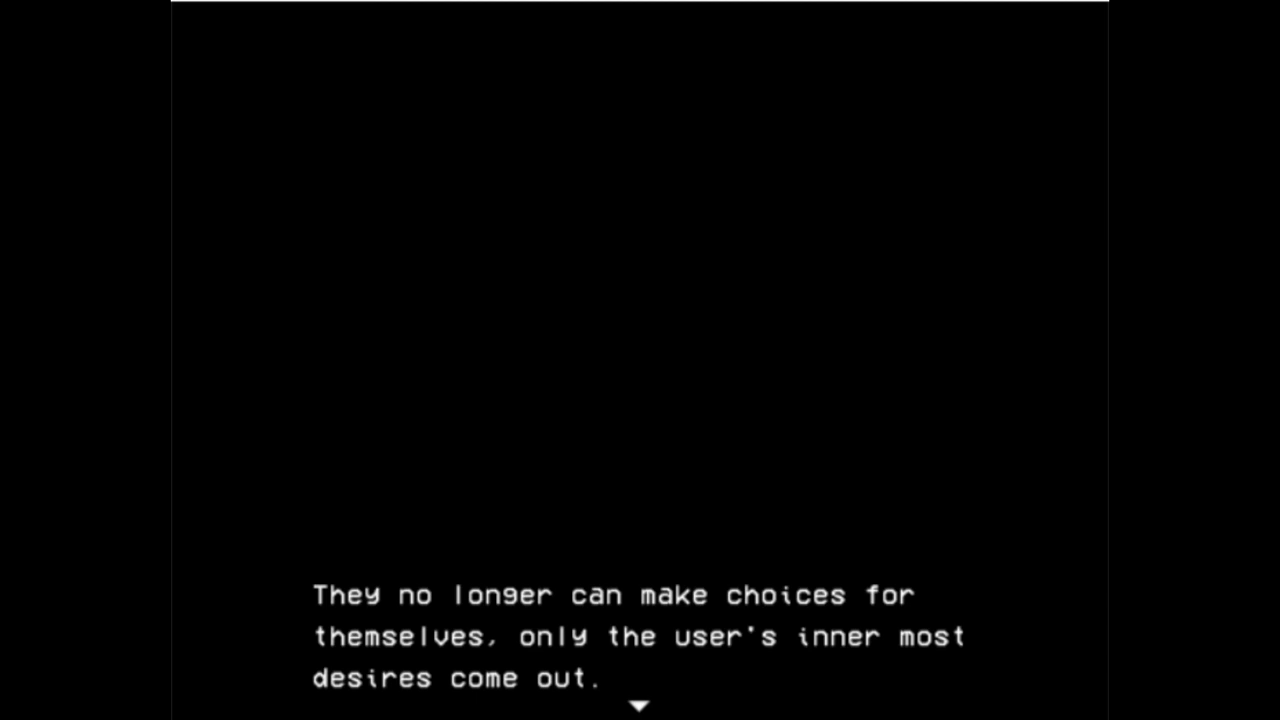 They no longer can make choices for
themselves, only the user's inner most
desires come out.